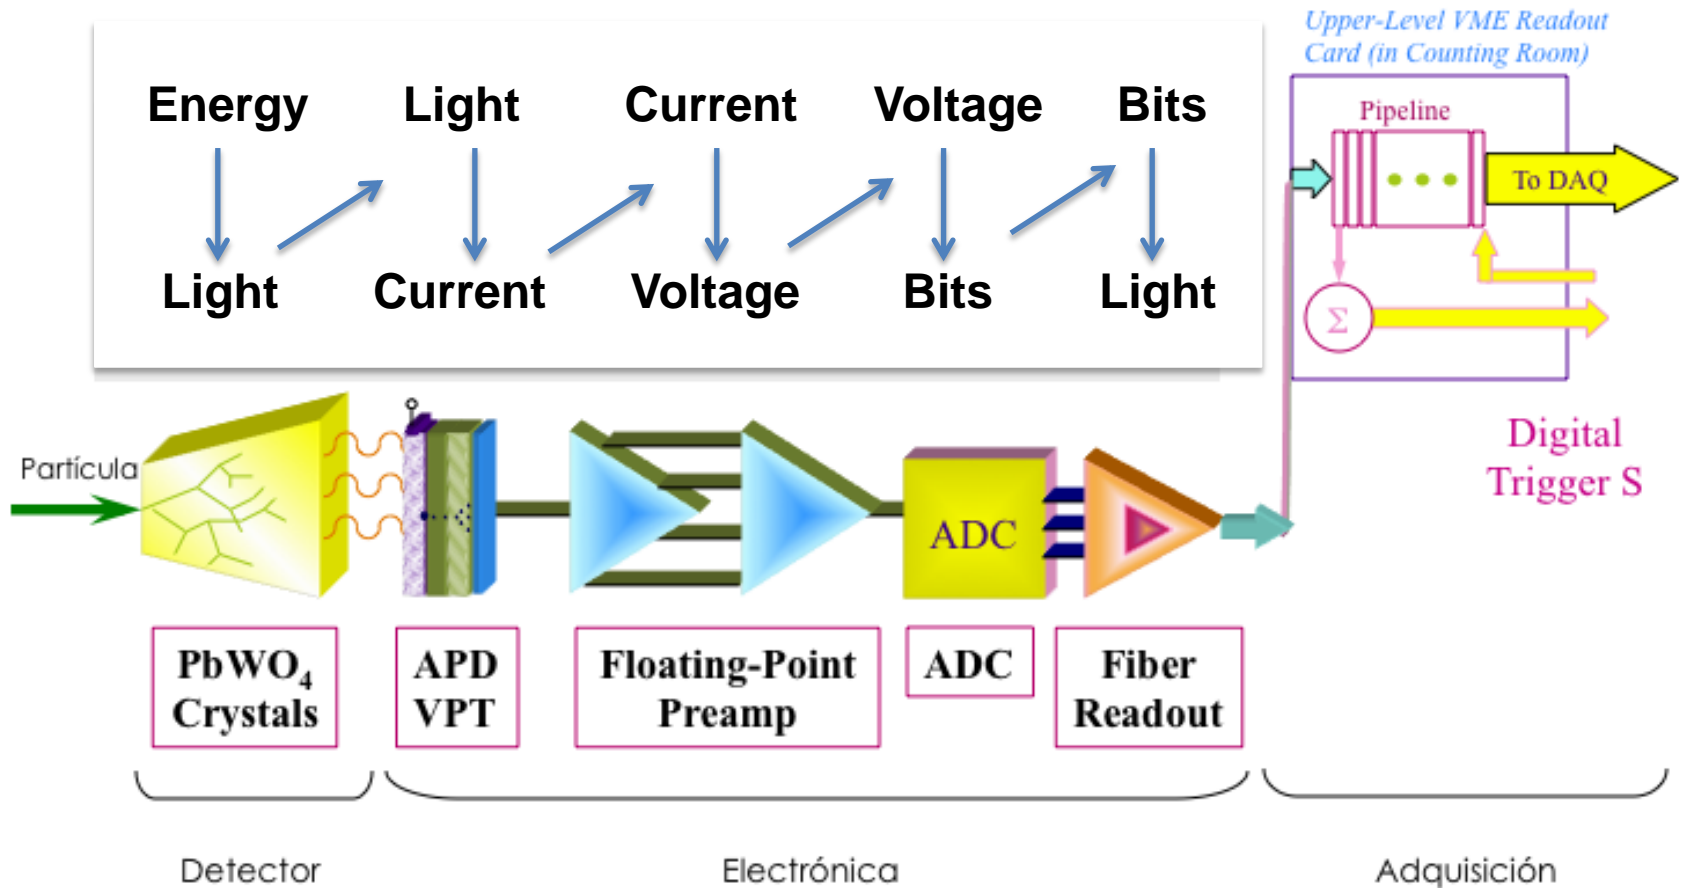 Upper-Level VME Readout
Card (in Counting Room)
Energy Light Current Voltage Bits
Light Current Voltage Bits Light
Pipeline
To DAQ
Σ
Digital
Trigger S
Partícula
ADC
PbWO₄
Crystals
APD
VPT
Floating-Point
Preamp
ADC
Fiber
Readout
Detector Electrónica Adquisición